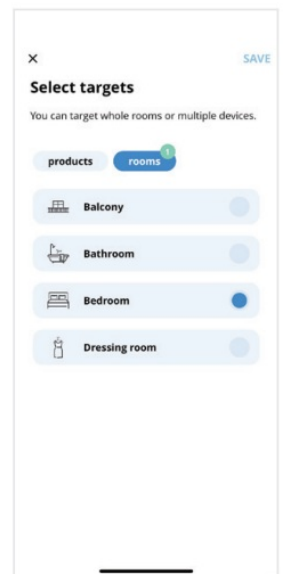 SAVE
Select targets
You can target whole rooms or multiple devices.
products
rooms
1
Balcony
Bathroom
Bedroom
Dressing room